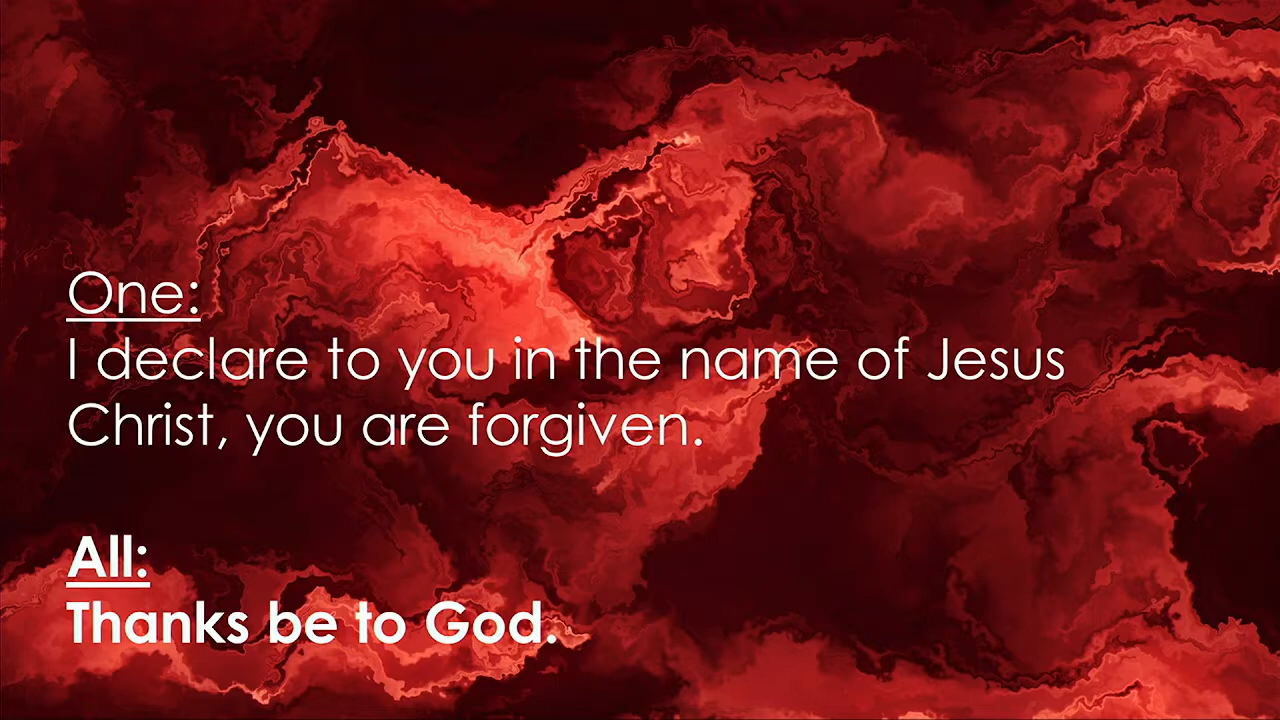 One:
I declare to you in the name of Jesus
Christ, you are forgiven.
All:
Thanks be to God.